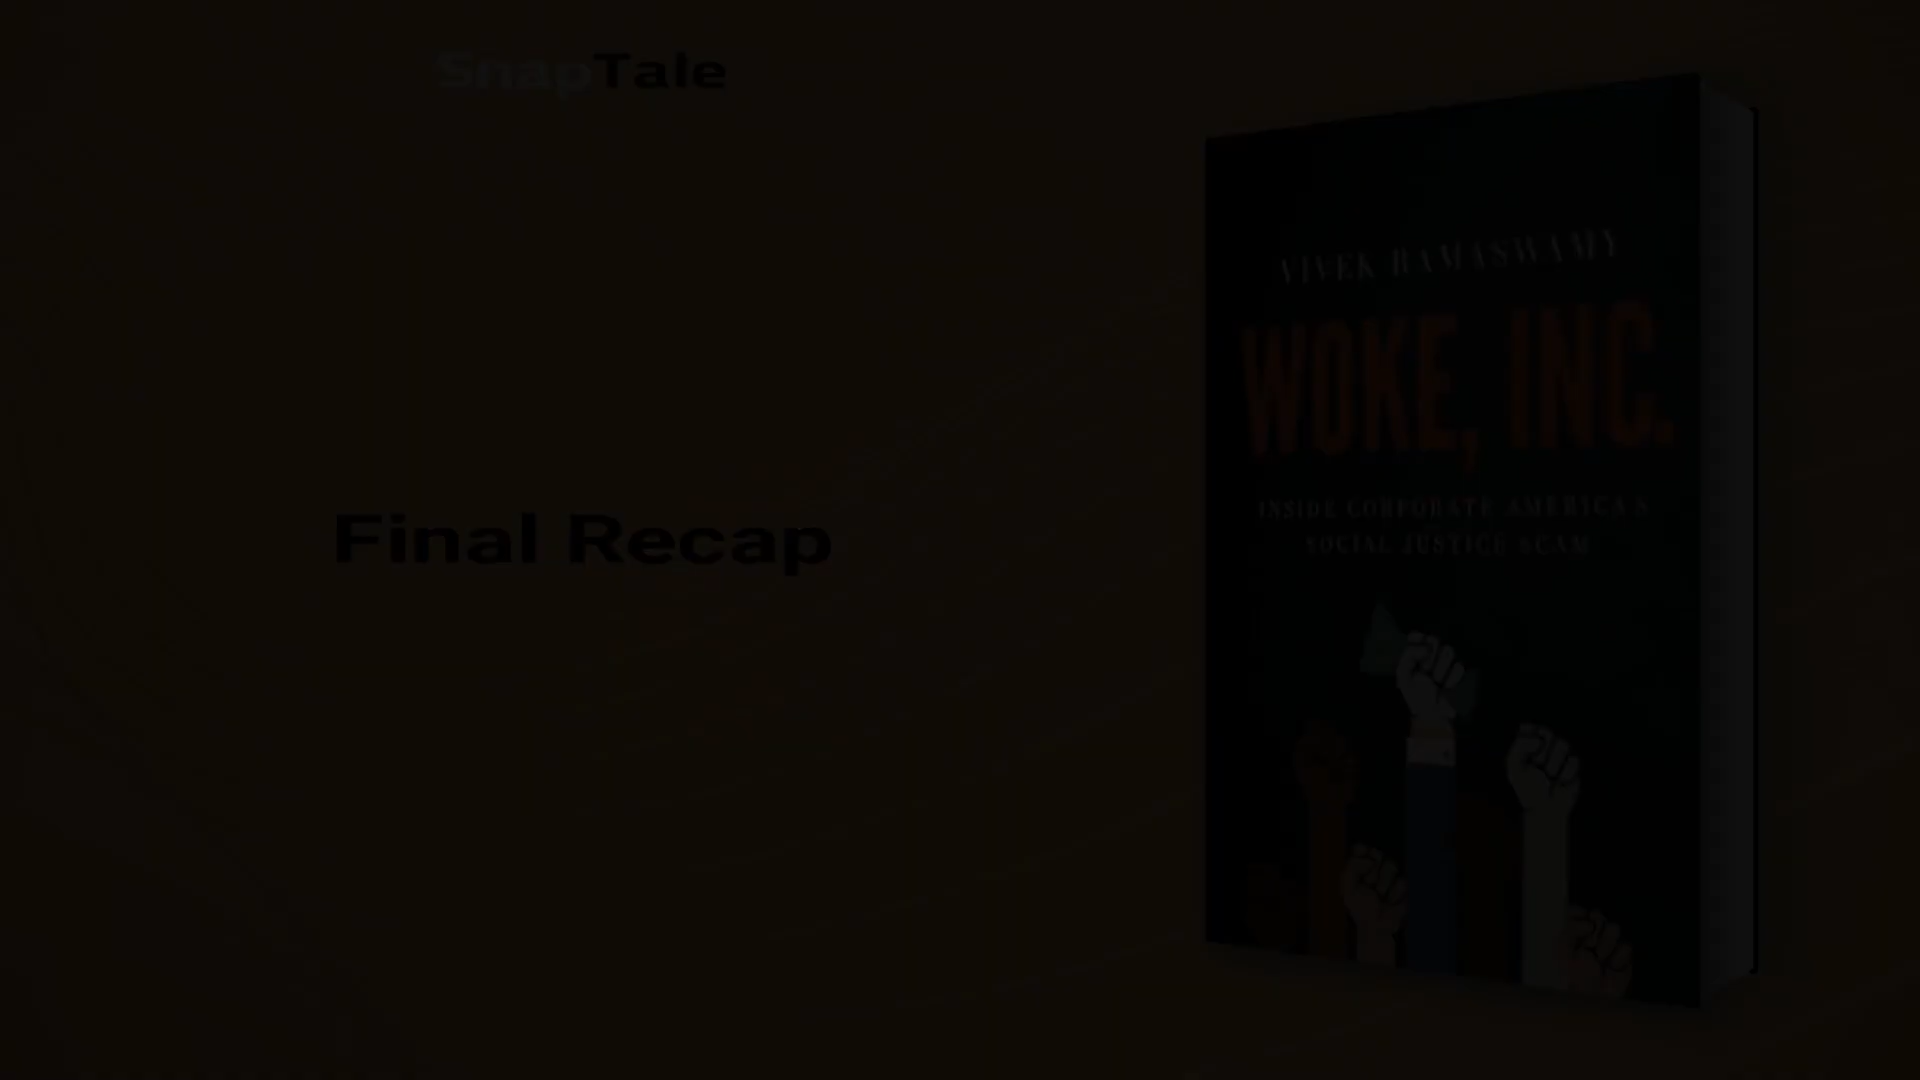 SnapTale
Final Recap
VIVEK RAMASWAMY
WOKE, INC.
INSIDE CORPORATE AMERICA'S
SOCIAL JUSTICE SCAM